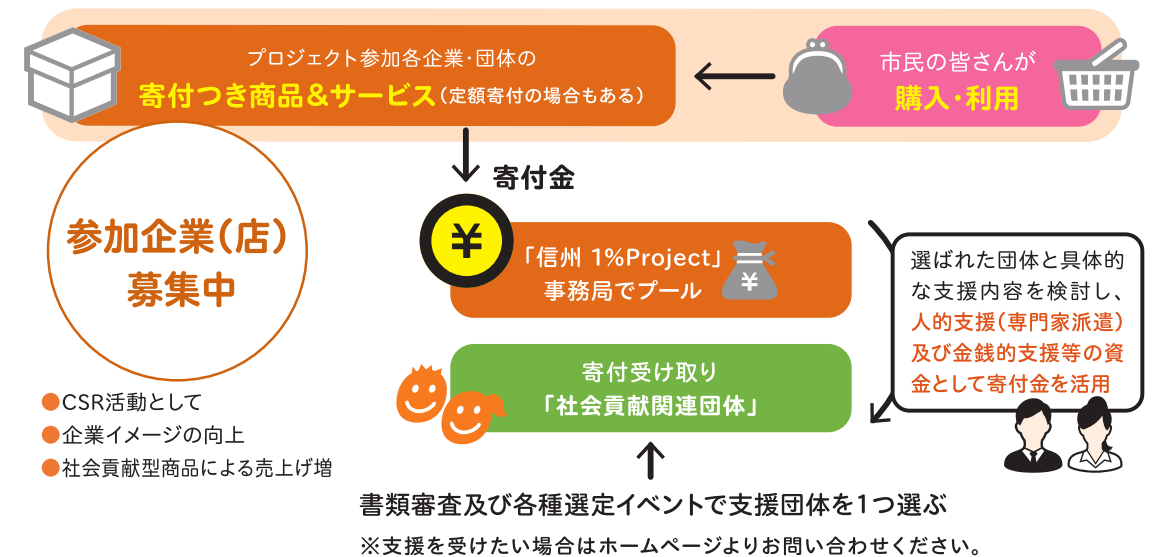 プロジェクト参加各企業・団体の
寄付つき商品&サービス(定額寄付の場合もある)
市民の皆さんが
購入・利用
寄付金
¥
「信州 1%Project」
事務局でプール
¥
参加企業(店)
募集中
●CSR活動として
●企業イメージの向上
●社会貢献型商品による売上げ増
選ばれた団体と具体的
な支援内容を検討し、
人的支援(専門家派遣)
及び金銭的支援等の資
金として寄付金を活用
寄付受け取り
「社会貢献関連団体」
書類審査及び各種選定イベントで支援団体を1つ選ぶ
※支援を受けたい場合はホームページよりお問い合わせください。